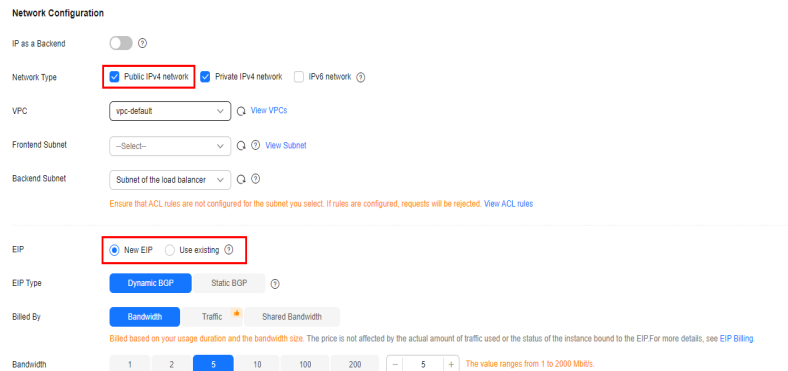 Network Configuration
IP as a Backend
Network Type Public IPv4 network Private IPv4 network IPv6 network
VPC vpc-default View VPCs
Frontend Subnet --Select-- View Subnet
Backend Subnet Subnet of the load balancer
Ensure that ACL rules are not configured for the subnet you select. If rules are configured, requests will be rejected. View ACL rules
EIP New EIP Use existing
EIP Type Dynamic BGP Static BGP
Billed By Bandwidth Traffic Shared Bandwidth
Billed based on your usage duration and the bandwidth size. The price is not affected by the actual amount of traffic used or the status of the instance bound to the EIP.For more details, see EIP Billing.
Bandwidth 1 2 5 10 100 200 − 5 + The value ranges from 1 to 2000 Mbit/s.